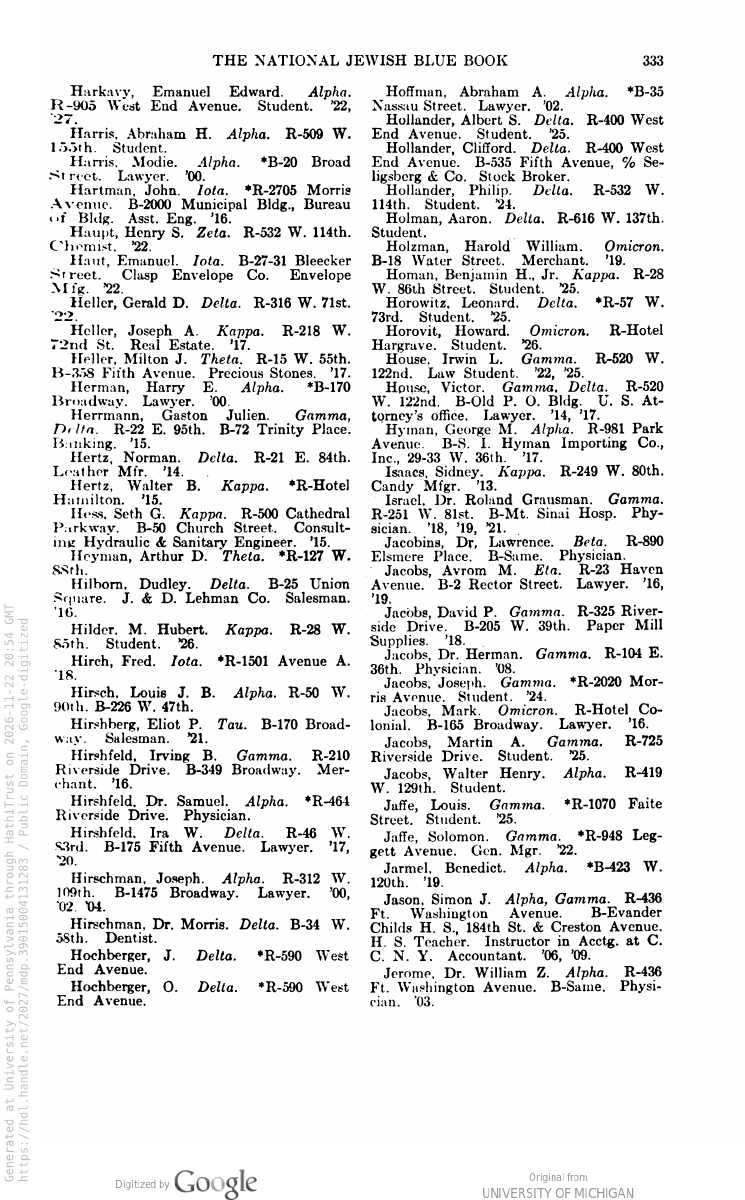 THE NATIONAL JEWISH BLUE BOOK 333
Harkavy, Emanuel Edward. Alpha.
R-905 West End Avenue. Student. '22,
'27.
Harris, Abraham H. Alpha. R-509 W.
155th. Student.
Harris, Modie. Alpha. *B-20 Broad
Street. Lawyer. '00.
Hartman, John. Iota. *R-2705 Morris
Avenue. B-2000 Municipal Bldg., Bureau
of Bldg. Asst. Eng. '16.
Haupt, Henry S. Zeta. R-532 W. 114th.
Chemist. '22.
Haut, Emanuel. Iota. B-27-31 Bleecker
Street. Clasp Envelope Co. Envelope
Mfg. '22.
Heller, Gerald D. Delta. R-316 W. 71st.
'22.
Heller, Joseph A. Kappa. R-218 W.
72nd St. Real Estate. '17.
Heller, Milton J. Theta. R-15 W. 55th.
B-358 Fifth Avenue. Precious Stones. '17.
Herman, Harry E. Alpha. *B-170
Broadway. Lawyer. '00.
Herrmann, Gaston Julien. Gamma,
Delta. R-22 E. 95th. B-72 Trinity Place.
Banking. '15.
Hertz, Norman. Delta. R-21 E. 84th.
Leather Mfr. '14.
Hertz, Walter B. Kappa. *R-Hotel
Hamilton. '15.
Hess, Seth G. Kappa. R-500 Cathedral
Parkway. B-50 Church Street. Consult-
ing Hydraulic & Sanitary Engineer. '15.
Heyman, Arthur D. Theta. *R-127 W.
88th.
Hilborn, Dudley. Delta. B-25 Union
Square. J. & D. Lehman Co. Salesman.
'16.
Hilder, M. Hubert. Kappa. R-28 W.
85th. Student. '26.
Hirch, Fred. Iota. *R-1501 Avenue A.
'18.
Hirsch, Louis J. B. Alpha. R-50 W.
90th. B-226 W. 47th.
Hirshberg, Eliot P. Tau. B-170 Broad-
way. Salesman. '21.
Hirshfeld, Irving B. Gamma. R-210
Riverside Drive. B-349 Broadway. Mer-
chant. '16.
Hirshfeld, Dr. Samuel. Alpha. *R-464
Riverside Drive. Physician.
Hirshfeld, Ira W. Delta. R-46 W.
83rd. B-175 Fifth Avenue. Lawyer. '17,
'20.
Hirschman, Joseph. Alpha. R-312 W.
109th. B-1475 Broadway. Lawyer. '00,
'02. '04.
Hirschman, Dr. Morris. Delta. B-34 W.
58th. Dentist.
Hochberger, J. Delta. *R-590 West
End Avenue.
Hochberger, O. Delta. *R-590 West
End Avenue.
Hoffman, Abraham A. Alpha. *B-35
Nassau Street. Lawyer. '02.
Hollander, Albert S. Delta. R-400 West
End Avenue. Student. '25.
Hollander, Clifford. Delta. R-400 West
End Avenue. B-535 Fifth Avenue, % Se-
ligsberg & Co. Stock Broker.
Hollander, Philip. Delta. R-532 W.
114th. Student. '24.
Holman, Aaron. Delta. R-616 W. 137th.
Student.
Holzman, Harold William. Omicron.
B-18 Water Street. Merchant. '19.
Homan, Benjamin H., Jr. Kappa. R-28
W. 86th Street. Student. '25.
Horowitz, Leonard. Delta. *R-57 W.
73rd. Student. '25.
Horovit, Howard. Omicron. R-Hotel
Hargrave. Student. '26.
House, Irwin L. Gamma. R-520 W.
122nd. Law Student. '22, '25.
House, Victor. Gamma, Delta. R-520
W. 122nd. B-Old P. O. Bldg. U. S. At-
torney's office. Lawyer. '14, '17.
Hyman, George M. Alpha. R-981 Park
Avenue. B-S. I. Hyman Importing Co.,
Inc., 29-33 W. 36th. '17.
Isaacs, Sidney. Kappa. R-249 W. 80th.
Candy Mfgr. '13.
Israel, Dr. Roland Grausman. Gamma.
R-251 W. 81st. B-Mt. Sinai Hosp. Phy-
sician. '18, '19, '21.
Jacobins, Dr, Lawrence. Beta. R-890
Elsmere Place. B-Same. Physician.
Jacobs, Avrom M. Eta. R-23 Haven
Avenue. B-2 Rector Street. Lawyer. '16,
'19.
Jacobs, David P. Gamma. R-325 River-
side Drive. B-205 W. 39th. Paper Mill
Supplies. '18.
Jacobs, Dr. Herman. Gamma. R-104 E.
36th. Physician. '08.
Jacobs, Joseph. Gamma. *R-2020 Mor-
ris Avenue. Student. '24.
Jacobs, Mark. Omicron. R-Hotel Co-
lonial. B-165 Broadway. Lawyer. '16.
Jacobs, Martin A. Gamma. R-725
Riverside Drive. Student. '25.
Jacobs, Walter Henry. Alpha. R-419
W. 129th. Student.
Jaffe, Louis. Gamma. *R-1070 Faite
Street. Student. '25.
Jaffe, Solomon. Gamma. *R-948 Leg-
gett Avenue. Gen. Mgr. '22.
Jarmel, Benedict. Alpha. *B-423 W.
120th. '19.
Jason, Simon J. Alpha, Gamma. R-436
Ft. Washington Avenue. B-Evander
Childs H. S., 184th St. & Creston Avenue.
H. S. Teacher. Instructor in Acctg. at C.
C. N. Y. Accountant. '06, '09.
Jerome, Dr. William Z. Alpha. R-436
Ft. Washington Avenue. B-Same. Physi-
cian. '03.
Generated at University of Pennsylvania through HathiTrust on 2026-11-22 20:54 GMT
https://hdl.handle.net/2027/mdp.39015004131283 / Public Domain, Google-digitized
Digitized by Google
Original from
UNIVERSITY OF MICHIGAN